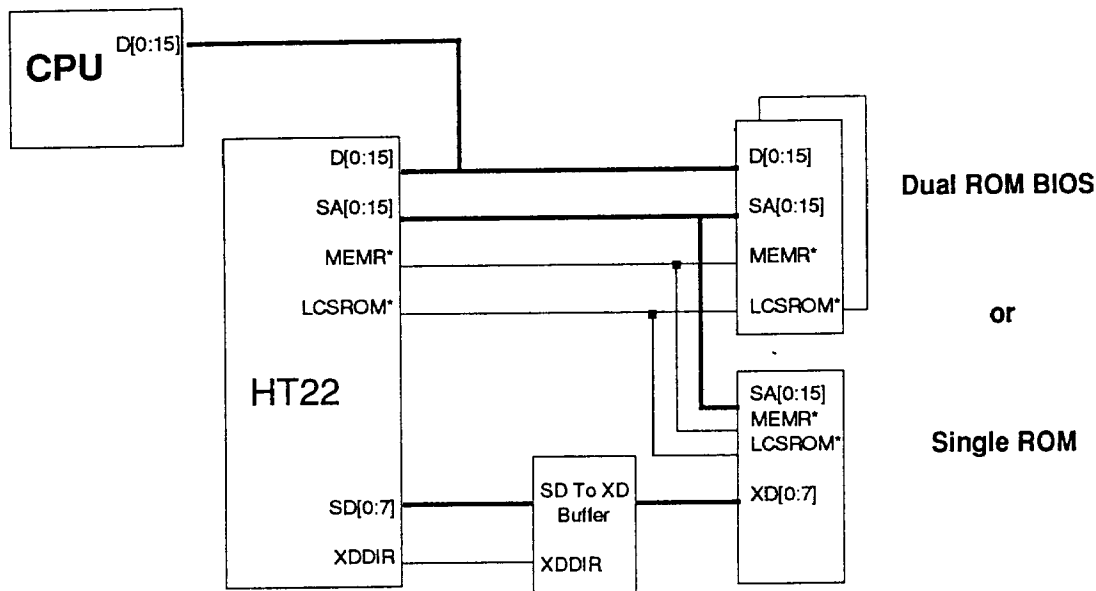 CPU
D[0:15]
D[0:15]
SA[0:15]
MEMR*
LCSROM*
HT22
SD[0:7]
XDDIR
SD To XD
Buffer
XDDIR
D[0:15]
SA[0:15]
MEMR*
LCSROM*
Dual ROM BIOS
or
SA[0:15]
MEMR*
LCSROM*
XD[0:7]
Single ROM